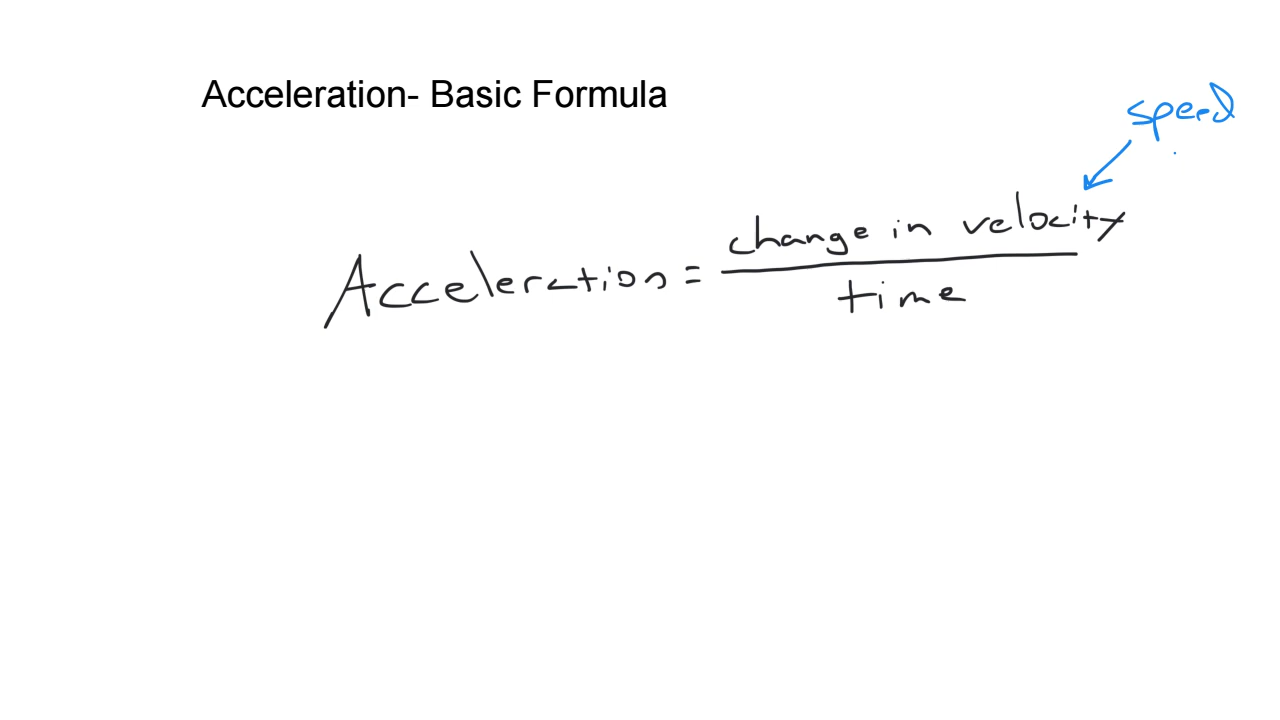 Acceleration- Basic Formula
speed
change in velocity
Acceleration =
time